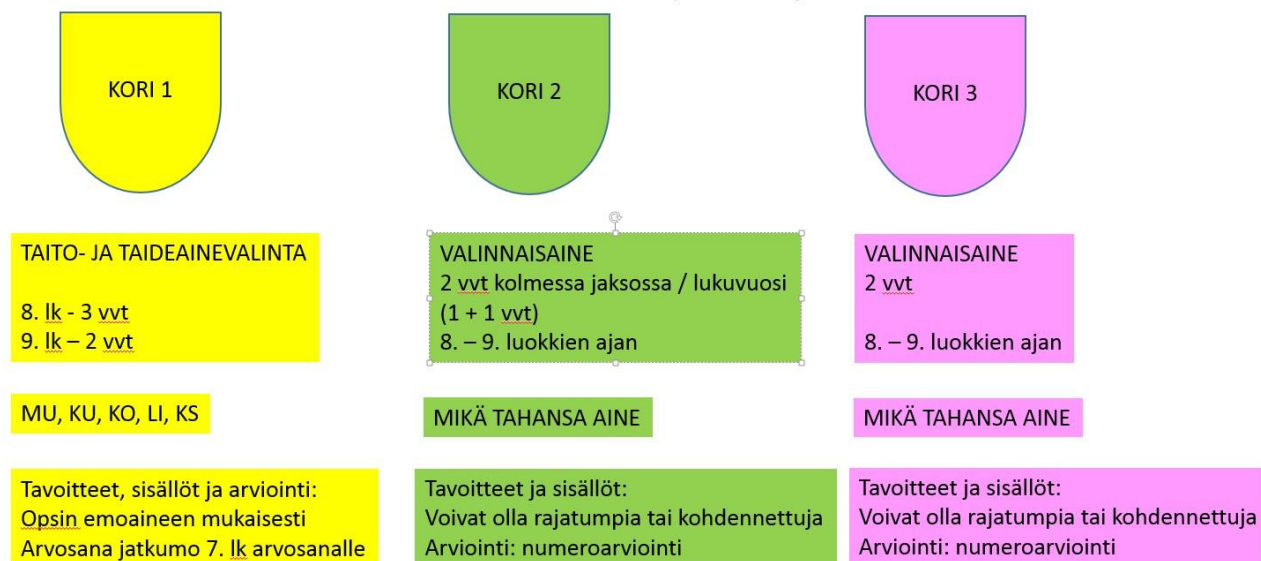 KORI 1
KORI 2
KORI 3
TAITO- JA TAIDEAINEVALINTA
8. lk - 3 vvt
9. lk – 2 vvt
VALINNAISAINE
2 vvt kolmessa jaksossa / lukuvuosi
(1 + 1 vvt)
8. – 9. luokkien ajan
VALINNAISAINE
2 vvt
8. – 9. luokkien ajan
MU, KU, KO, LI, KS
MIKÄ TAHANSA AINE
MIKÄ TAHANSA AINE
Tavoitteet, sisällöt ja arviointi:
Opsin emoaineen mukaisesti
Arvosana jatkumo 7. lk arvosanalle
Tavoitteet ja sisällöt:
Voivat olla rajatumpia tai kohdennettuja
Arviointi: numeroarviointi
Tavoitteet ja sisällöt:
Voivat olla rajatumpia tai kohdennettuja
Arviointi: numeroarviointi